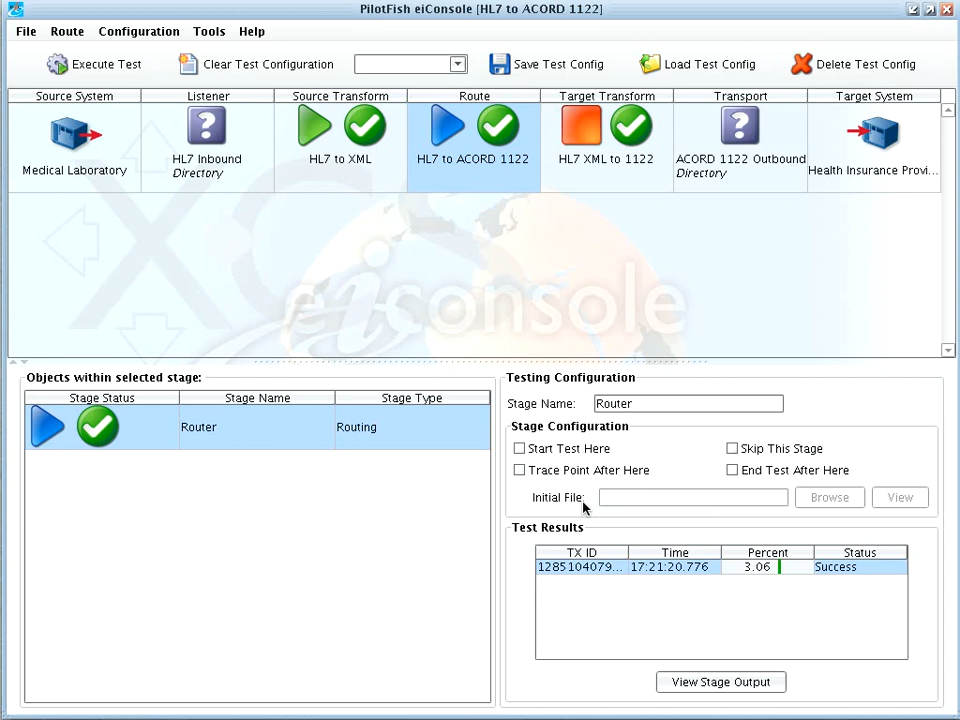 PilotFish eiConsole [HL7 to ACORD 1122]
File Route Configuration Tools Help
Execute Test Clear Test Configuration Save Test Config Load Test Config Delete Test Config
Source System Listener Source Transform Route Target Transform Transport Target System
Medical Laboratory
HL7 Inbound
Directory
HL7 to XML
HL7 to ACORD 1122
HL7 XML to 1122
ACORD 1122 Outbound
Directory
Health Insurance Provi...
XCS
eiconsole
Objects within selected stage:
Stage Status Stage Name Stage Type
Router Routing
Testing Configuration
Stage Name: Router
Stage Configuration
Start Test Here Skip This Stage
Trace Point After Here End Test After Here
Initial File: Browse View
Test Results
TX ID Time Percent Status
1285104079... 17:21:20.776 3.06 Success
View Stage Output